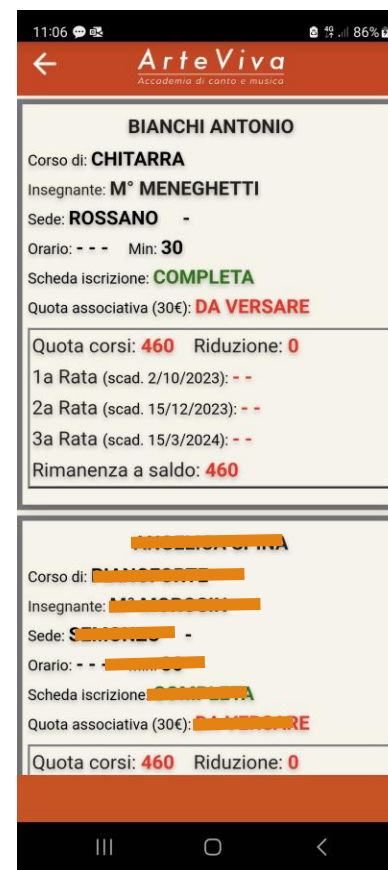 11:06 86%
ArteViva
Accademia di canto e musica
BIANCHI ANTONIO
Corso di: CHITARRA
Insegnante: M° MENEGHETTI
Sede: ROSSANO -
Orario: - - - Min: 30
Scheda iscrizione: COMPLETA
Quota associativa (30€): DA VERSARE
Quota corsi: 460 Riduzione: 0
1a Rata (scad. 2/10/2023): - -
2a Rata (scad. 15/12/2023): - -
3a Rata (scad. 15/3/2024): - -
Rimanenza a saldo: 460
Corso di:
Insegnante:
Sede: -
Orario: - - -
Scheda iscrizione:
Quota associativa (30€):
Quota corsi: 460 Riduzione: 0